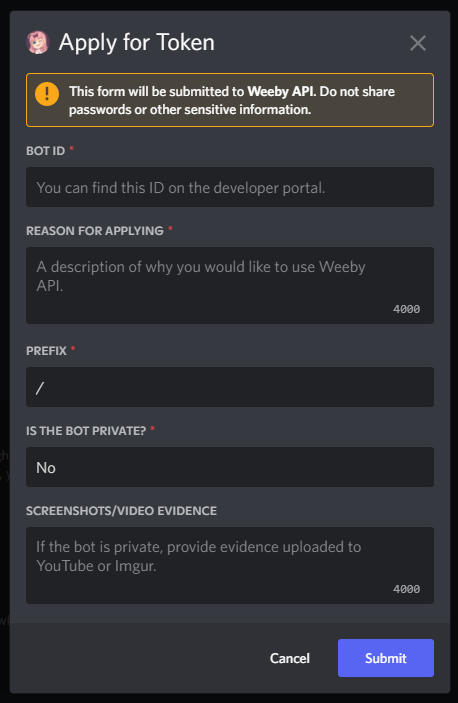 Apply for Token
This form will be submitted to Weeby API. Do not share
passwords or other sensitive information.
BOT ID *
You can find this ID on the developer portal.
REASON FOR APPLYING *
A description of why you would like to use Weeby
API.
4000
PREFIX *
/
IS THE BOT PRIVATE? *
No
SCREENSHOTS/VIDEO EVIDENCE
If the bot is private, provide evidence uploaded to
YouTube or Imgur.
4000
Cancel
Submit